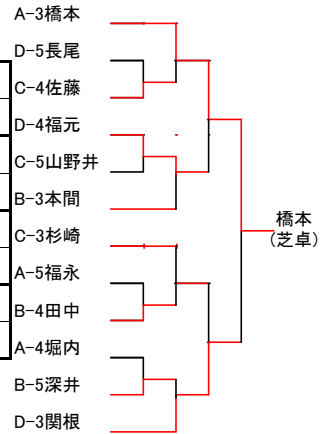 A-3橋本
D-5長尾
C-4佐藤
D-4福元
C-5山野井
B-3本間
C-3杉崎
A-5福永
B-4田中
A-4堀内
B-5深井
D-3関根
橋本
(芝卓)